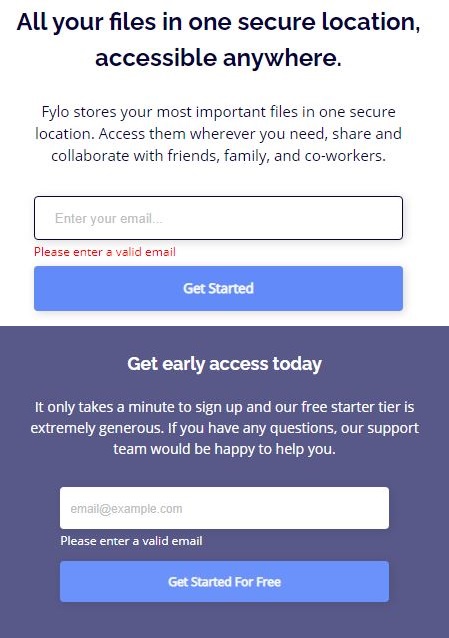 All your files in one secure location,
accessible anywhere.
Fylo stores your most important files in one secure
location. Access them wherever you need, share and
collaborate with friends, family, and co-workers.
Enter your email...
Please enter a valid email
Get Started
Get early access today
It only takes a minute to sign up and our free starter tier is
extremely generous. If you have any questions, our support
team would be happy to help you.
email@example.com
Please enter a valid email
Get Started For Free